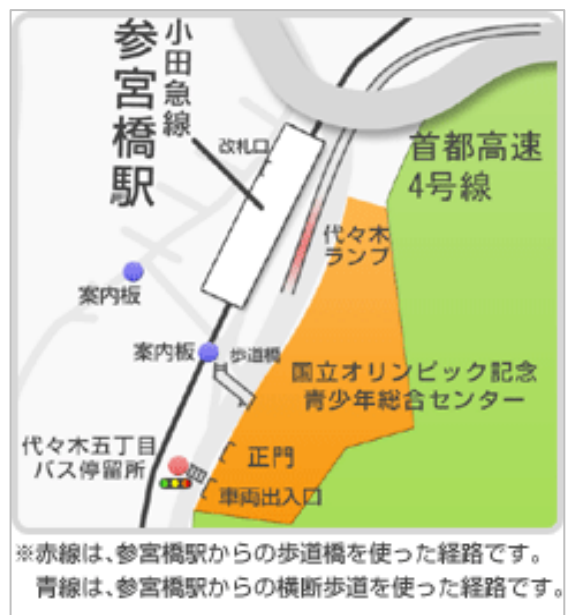 小田急線
参宮橋駅
改札口
首都高速
4号線
代々木
ランプ
案内板
案内板
歩道橋
国立オリンピック記念
青少年総合センター
代々木五丁目
バス停留所
正門
車両出入口
※赤線は、参宮橋駅からの歩道橋を使った経路です。
青線は、参宮橋駅からの横断歩道を使った経路です。